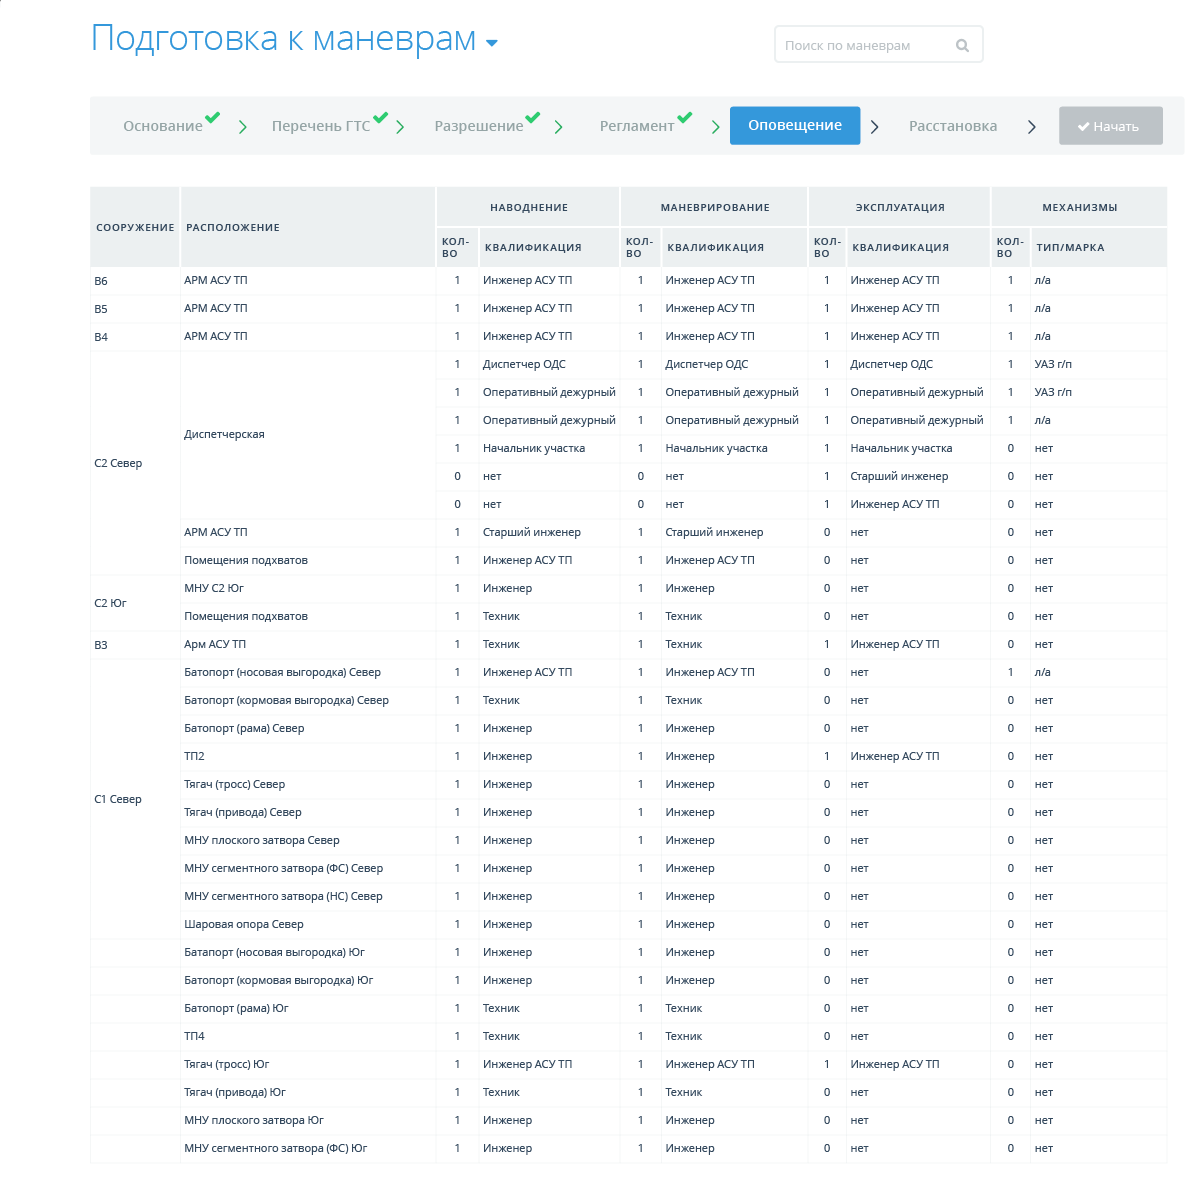 Подготовка к маневрам
Поиск по маневрам
Основание Перечень ГТС Разрешение Регламент Оповещение Расстановка Начать
СООРУЖЕНИЕ РАСПОЛОЖЕНИЕ НАВОДНЕНИЕ МАНЕВРИРОВАНИЕ ЭКСПЛУАТАЦИЯ МЕХАНИЗМЫ
КОЛ-ВО КВАЛИФИКАЦИЯ КОЛ-ВО КВАЛИФИКАЦИЯ КОЛ-ВО КВАЛИФИКАЦИЯ КОЛ-ВО ТИП/МАРКА
В6 АРМ АСУ ТП 1 Инженер АСУ ТП 1 Инженер АСУ ТП 1 Инженер АСУ ТП 1 л/а
В5 АРМ АСУ ТП 1 Инженер АСУ ТП 1 Инженер АСУ ТП 1 Инженер АСУ ТП 1 л/а
В4 АРМ АСУ ТП 1 Инженер АСУ ТП 1 Инженер АСУ ТП 1 Инженер АСУ ТП 1 л/а
С2 Север Диспетчерская 1 Диспетчер ОДС 1 Диспетчер ОДС 1 Диспетчер ОДС 1 УАЗ г/п
1 Оперативный дежурный 1 Оперативный дежурный 1 Оперативный дежурный 1 УАЗ г/п
1 Оперативный дежурный 1 Оперативный дежурный 1 Оперативный дежурный 1 л/а
1 Начальник участка 1 Начальник участка 1 Начальник участка 0 нет
0 нет 0 нет 1 Старший инженер 0 нет
0 нет 0 нет 1 Инженер АСУ ТП 0 нет
АРМ АСУ ТП 1 Старший инженер 1 Старший инженер 0 нет 0 нет
Помещения подхватов 1 Инженер АСУ ТП 1 Инженер АСУ ТП 0 нет 0 нет
С2 Юг МНУ С2 Юг 1 Инженер 1 Инженер 0 нет 0 нет
Помещения подхватов 1 Техник 1 Техник 0 нет 0 нет
В3 Арм АСУ ТП 1 Техник 1 Техник 1 Инженер АСУ ТП 0 нет
С1 Север Батопорт (носовая выгородка) Север 1 Инженер АСУ ТП 1 Инженер АСУ ТП 0 нет 1 л/а
Батопорт (кормовая выгородка) Север 1 Техник 1 Техник 0 нет 0 нет
Батопорт (рама) Север 1 Инженер 1 Инженер 0 нет 0 нет
ТП2 1 Инженер 1 Инженер 1 Инженер АСУ ТП 0 нет
Тягач (тросс) Север 1 Инженер 1 Инженер 0 нет 0 нет
Тягач (привода) Север 1 Инженер 1 Инженер 0 нет 0 нет
МНУ плоского затвора Север 1 Инженер 1 Инженер 0 нет 0 нет
МНУ сегментного затвора (ФС) Север 1 Инженер 1 Инженер 0 нет 0 нет
МНУ сегментного затвора (НС) Север 1 Инженер 1 Инженер 0 нет 0 нет
Шаровая опора Север 1 Инженер 1 Инженер 0 нет 0 нет
Батапорт (носовая выгородка) Юг 1 Инженер 1 Инженер 0 нет 0 нет
Батопорт (кормовая выгородка) Юг 1 Инженер 1 Инженер 0 нет 0 нет
Батопорт (рама) Юг 1 Техник 1 Техник 0 нет 0 нет
ТП4 1 Техник 1 Техник 0 нет 0 нет
Тягач (тросс) Юг 1 Инженер АСУ ТП 1 Инженер АСУ ТП 1 Инженер АСУ ТП 0 нет
Тягач (привода) Юг 1 Техник 1 Техник 0 нет 0 нет
МНУ плоского затвора Юг 1 Инженер 1 Инженер 0 нет 0 нет
МНУ сегментного затвора (ФС) Юг 1 Инженер 1 Инженер 0 нет 0 нет